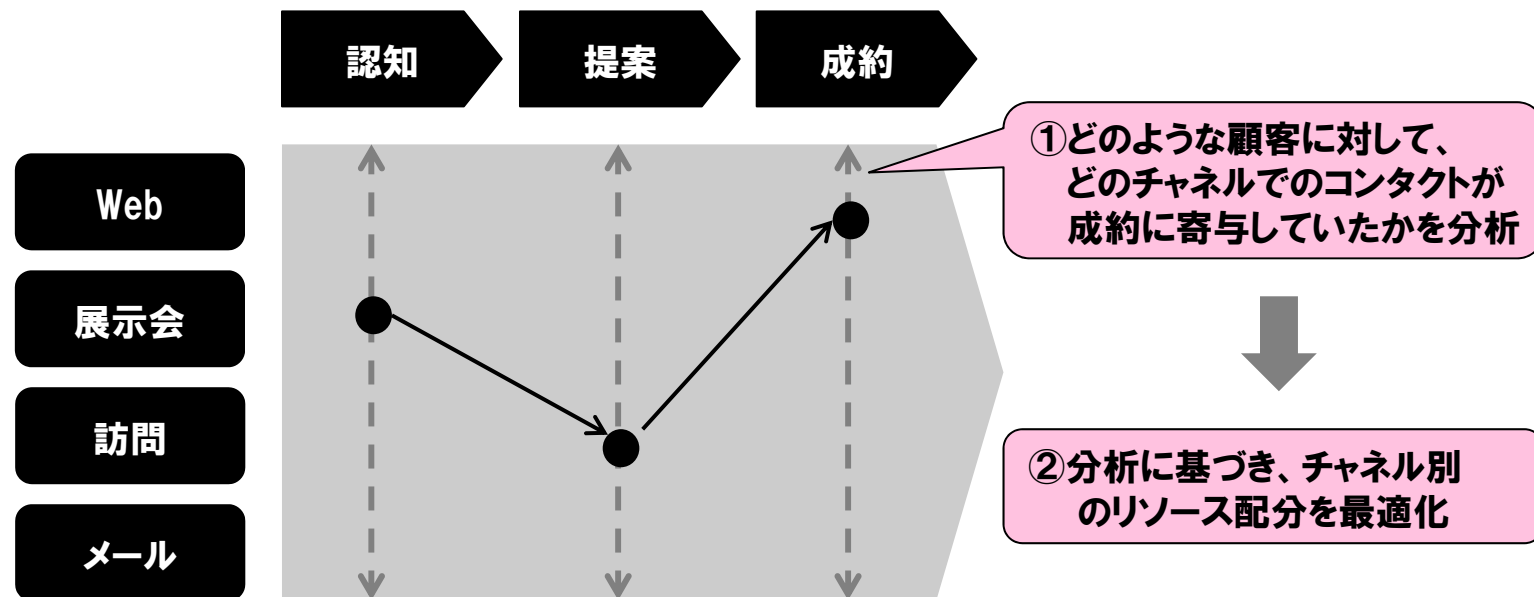 認知
提案
成約
Web
展示会
訪問
メール
①どのような顧客に対して、
どのチャネルでのコンタクトが
成約に寄与していたかを分析
②分析に基づき、チャネル別
のリソース配分を最適化